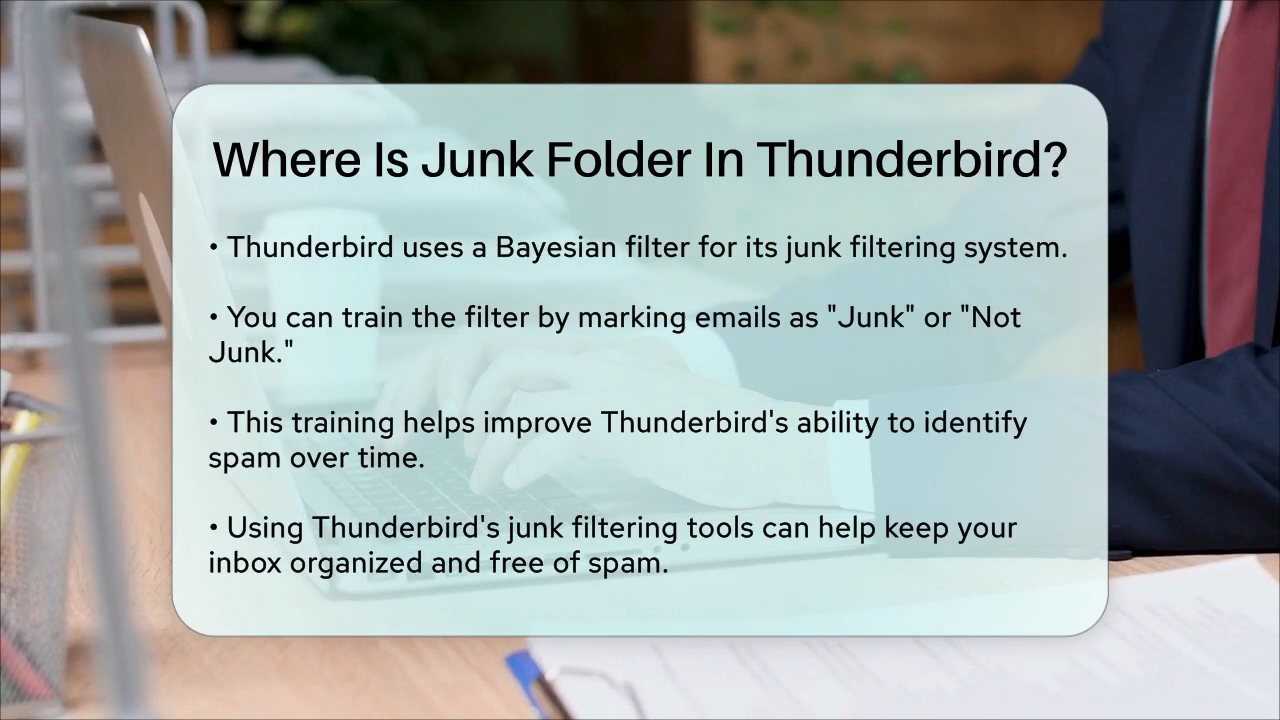 Where Is Junk Folder In Thunderbird?
• Thunderbird uses a Bayesian filter for its junk filtering system.
• You can train the filter by marking emails as "Junk" or "Not
Junk."
• This training helps improve Thunderbird's ability to identify
spam over time.
• Using Thunderbird's junk filtering tools can help keep your
inbox organized and free of spam.